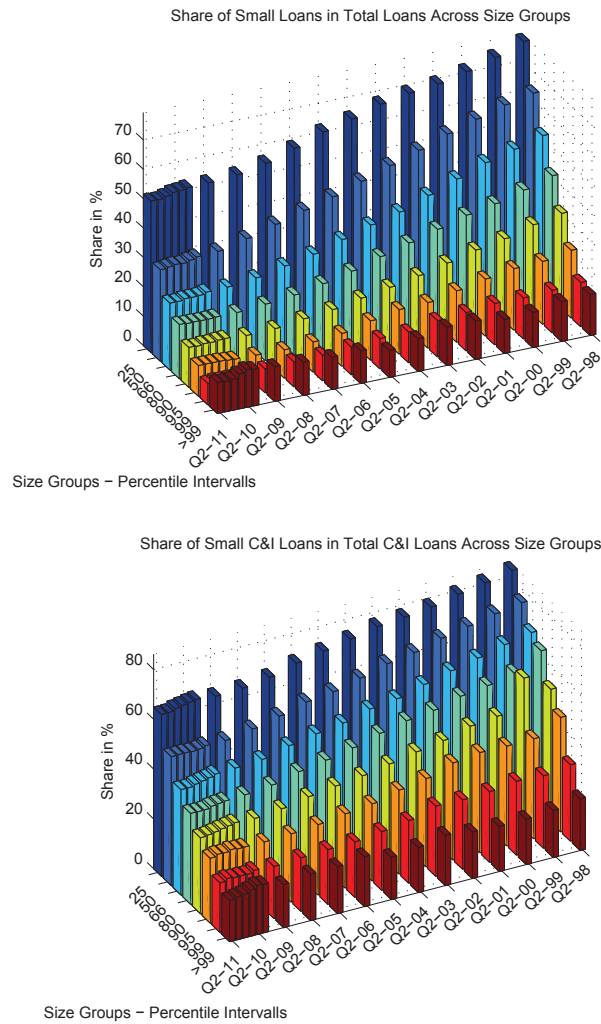 Share of Small Loans in Total Loans Across Size Groups
70
60
50
40
30
20
10
0
Share in %
>99
Q2−11
Q2−10
Q2−09
Q2−08
Q2−07
Q2−06
Q2−05
Q2−04
Q2−03
Q2−02
Q2−01
Q2−00
Q2−99
Q2−98
Size Groups − Percentile Intervalls
Share of Small C&I Loans in Total C&I Loans Across Size Groups
80
60
40
20
0
Share in %
>99
Q2−11
Q2−10
Q2−09
Q2−08
Q2−07
Q2−06
Q2−05
Q2−04
Q2−03
Q2−02
Q2−01
Q2−00
Q2−99
Q2−98
Size Groups − Percentile Intervalls